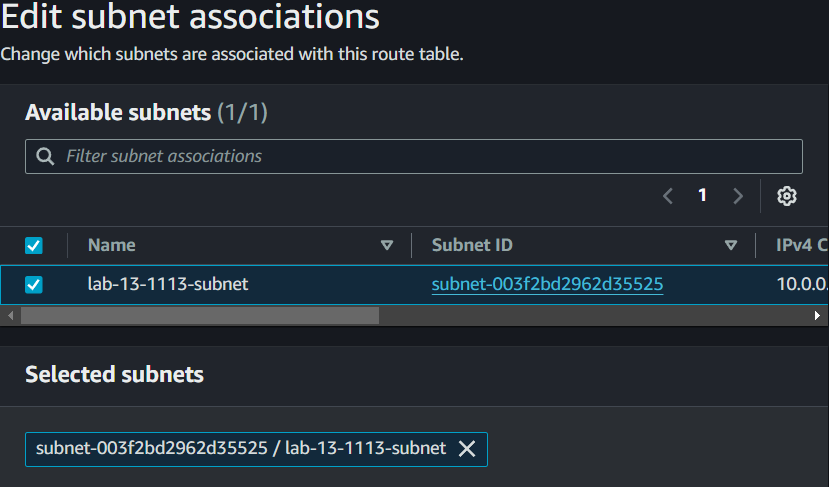 Edit subnet associations
Change which subnets are associated with this route table.
Available subnets (1/1)
Filter subnet associations
1
Name Subnet ID IPv4 C
lab-13-1113-subnet subnet-003f2bd2962d35525 10.0.0.
Selected subnets
subnet-003f2bd2962d35525 / lab-13-1113-subnet